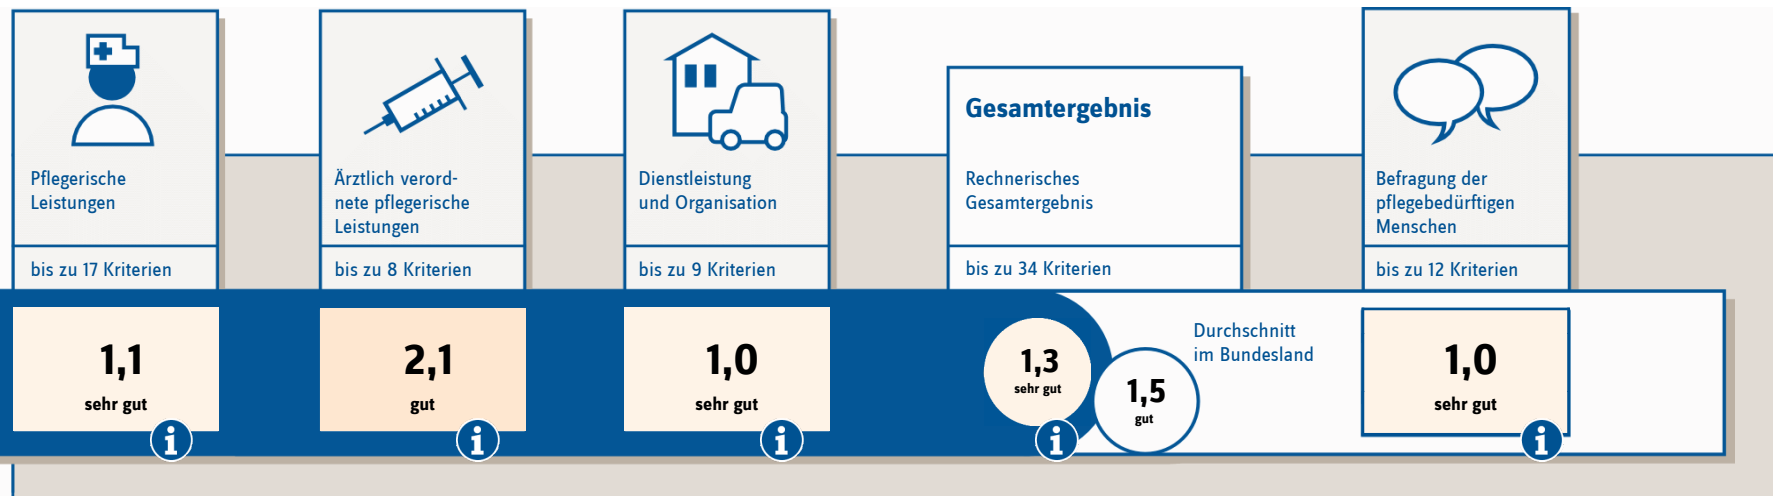 Pflegerische
Leistungen
bis zu 17 Kriterien
1,1
sehr gut
i
Ärztlich verord-
nete pflegerische
Leistungen
bis zu 8 Kriterien
2,1
gut
i
Dienstleistung
und Organisation
bis zu 9 Kriterien
1,0
sehr gut
i
Gesamtergebnis
Rechnerisches
Gesamtergebnis
bis zu 34 Kriterien
1,3
sehr gut
i
1,5
gut
Durchschnitt
im Bundesland
Befragung der
pflegebedürftigen
Menschen
bis zu 12 Kriterien
1,0
sehr gut
i